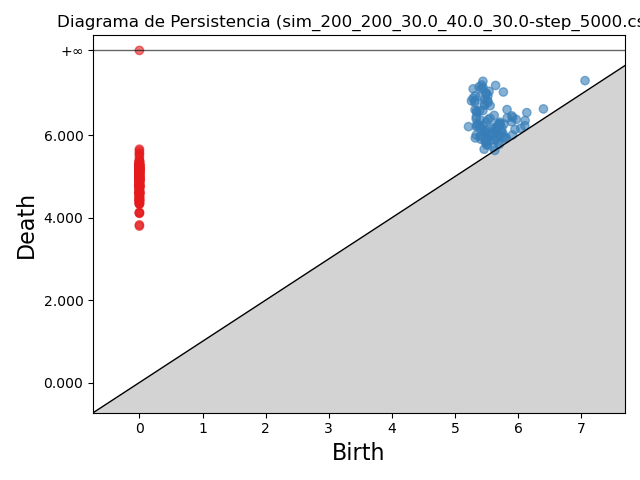 Diagrama de Persistencia (sim_200_200_30.0_40.0_30.0-step_5000.cs
+∞
6.000
4.000
2.000
0.000
Death
0 1 2 3 4 5 6 7
Birth